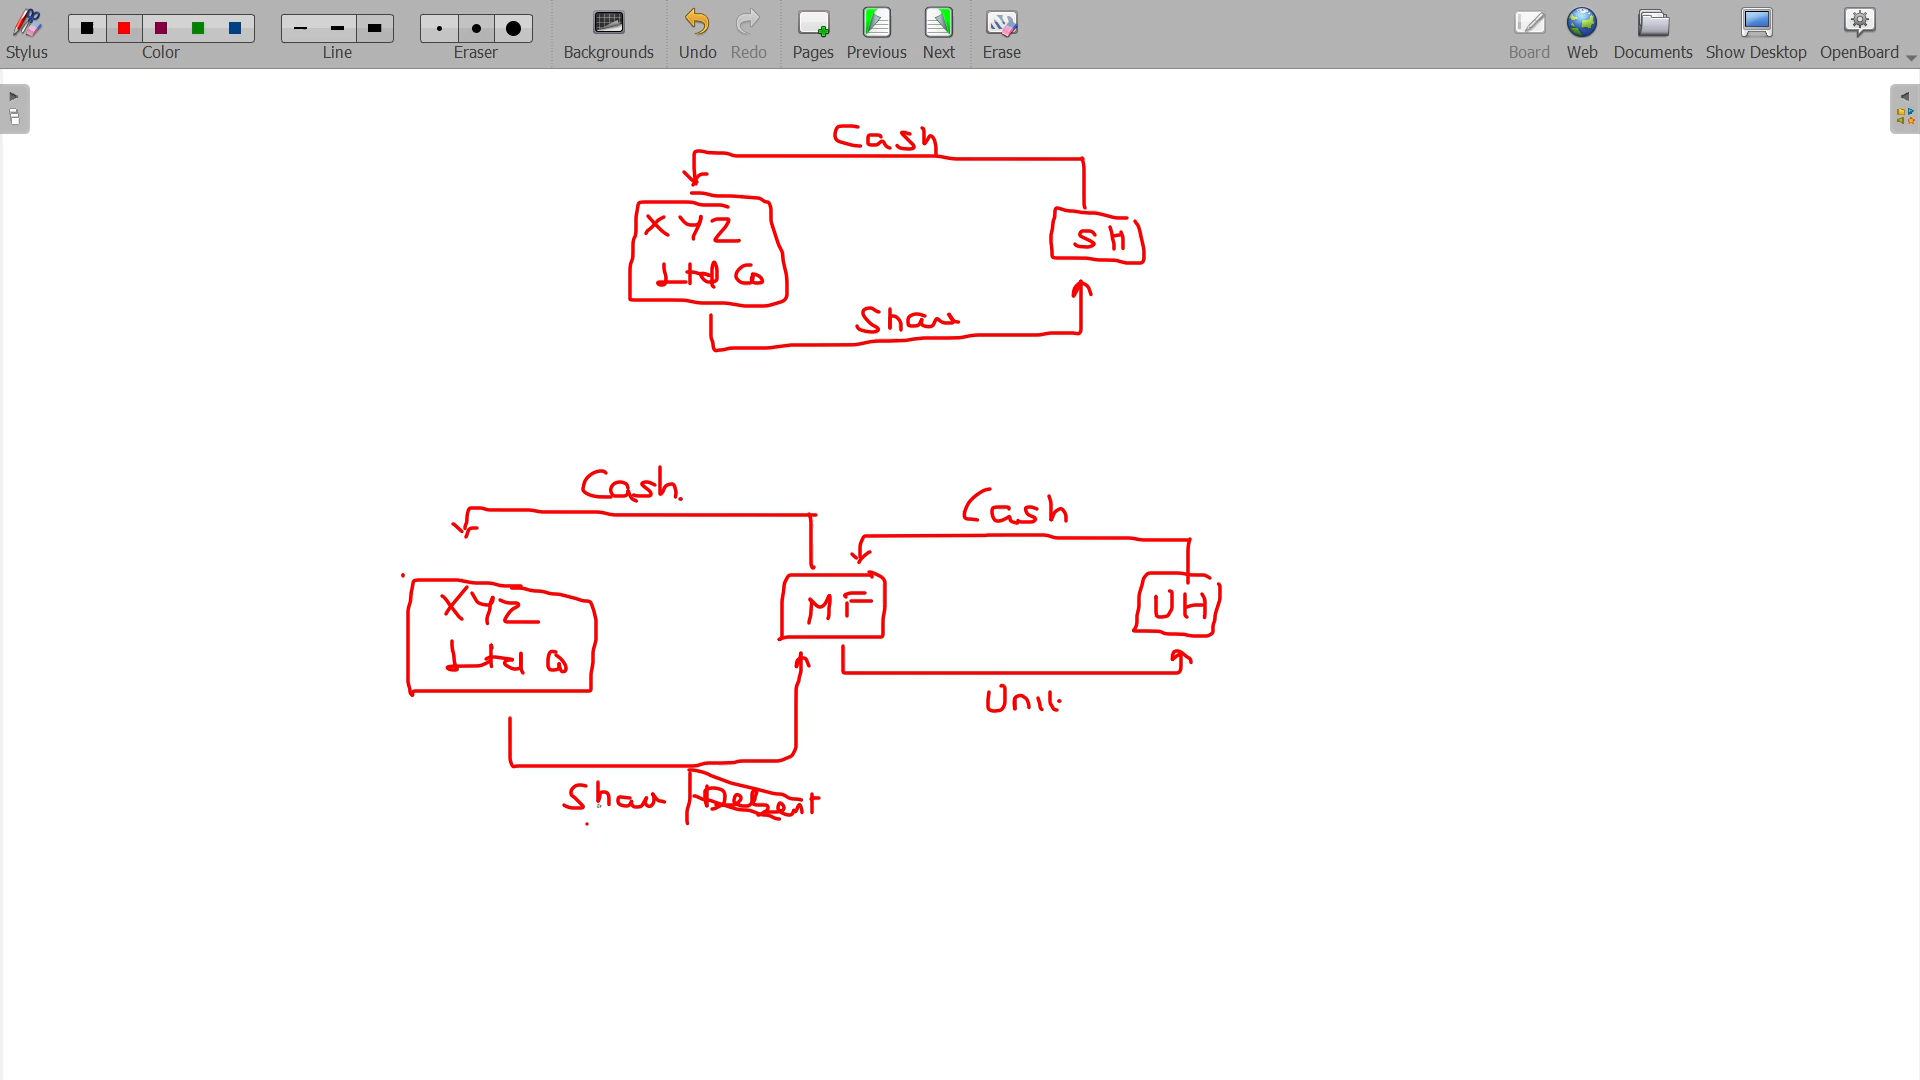 Stylus
Color
Line
Eraser
Backgrounds
Undo
Redo
Pages
Previous
Next
Erase
Board
Web
Documents
Show Desktop
OpenBoard
Cash
XYZ
Ltd Co
SH
Share
Cash
Cash
XYZ
Ltd Co
MF
UH
Unit
Share